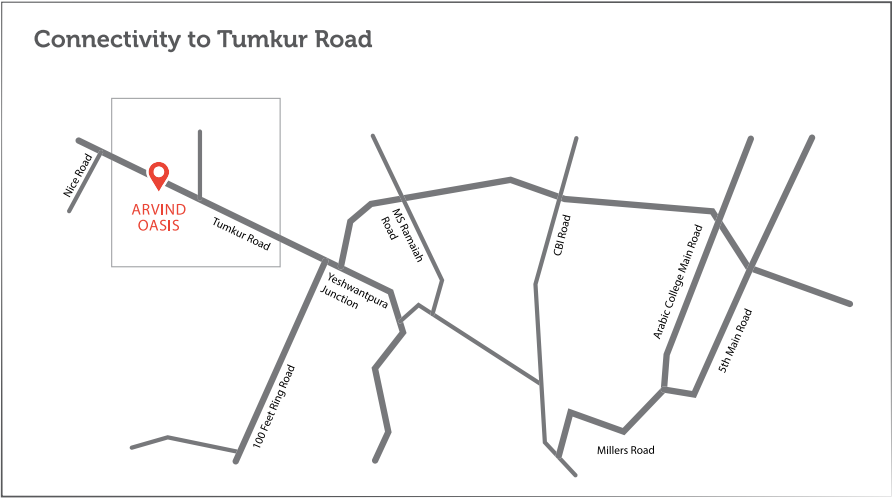 Connectivity to Tumkur Road
Nice Road
ARVIND
OASIS
Tumkur Road
MS Ramaiah
Road
CBI Road
Yeshwantpura
Junction
Arabic College Main Road
5th Main Road
100 Feet Ring Road
Millers Road